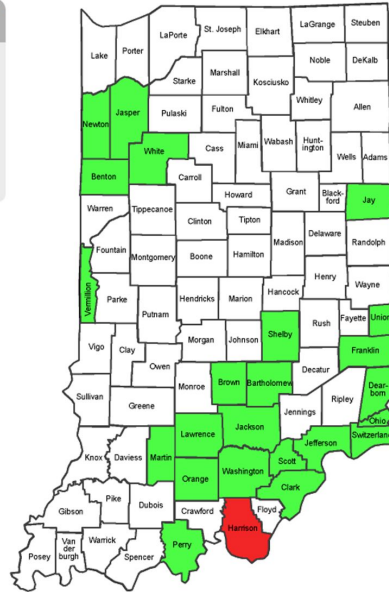 St. Joseph
LaGrange
Steuben
LaPorte
Elkhart
Lake
Porter
Noble
DeKalb
Starke
Marshall
Kosciusko
Whitley
Allen
Newton
Jasper
Pulaski
Fulton
White
Cass
Miami
Wabash
Hunt-
ington
Wells
Adams
Benton
Carroll
Howard
Grant
Black-
ford
Jay
Warren
Tippecanoe
Clinton
Tipton
Madison
Delaware
Randolph
Fountain
Montgomery
Boone
Hamilton
Vermillion
Parke
Putnam
Hendricks
Marion
Hancock
Henry
Wayne
Vigo
Clay
Owen
Morgan
Johnson
Shelby
Rush
Fayette
Union
Franklin
Sullivan
Greene
Monroe
Brown
Bartholomew
Decatur
Dear-
born
Jennings
Ripley
Ohio
Switzerland
Knox
Daviess
Martin
Lawrence
Jackson
Jefferson
Scott
Washington
Orange
Clark
Gibson
Pike
Dubois
Crawford
Floyd
Harrison
Posey
Van
der
burgh
Warrick
Spencer
Perry